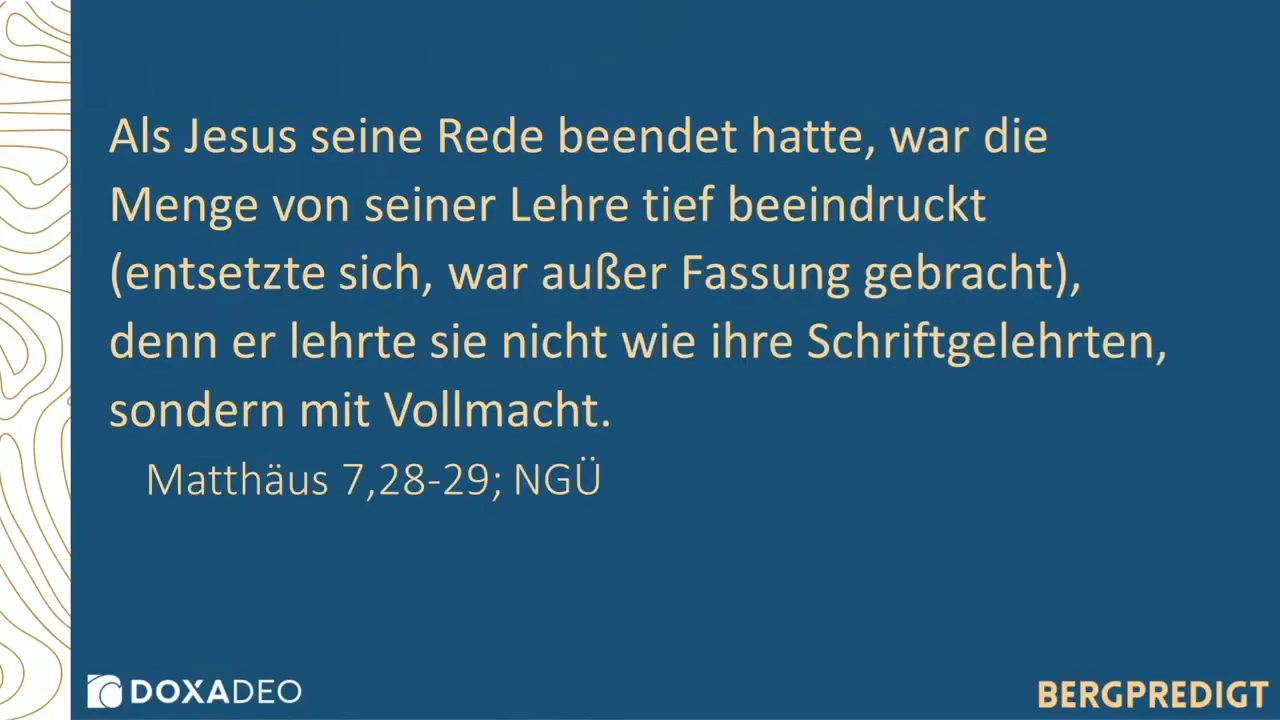 Als Jesus seine Rede beendet hatte, war die
Menge von seiner Lehre tief beeindruckt
(entsetzte sich, war außer Fassung gebracht),
denn er lehrte sie nicht wie ihre Schriftgelehrten,
sondern mit Vollmacht.
Matthäus 7,28-29; NGÜ
DOXADEO
BERGPREDIGT